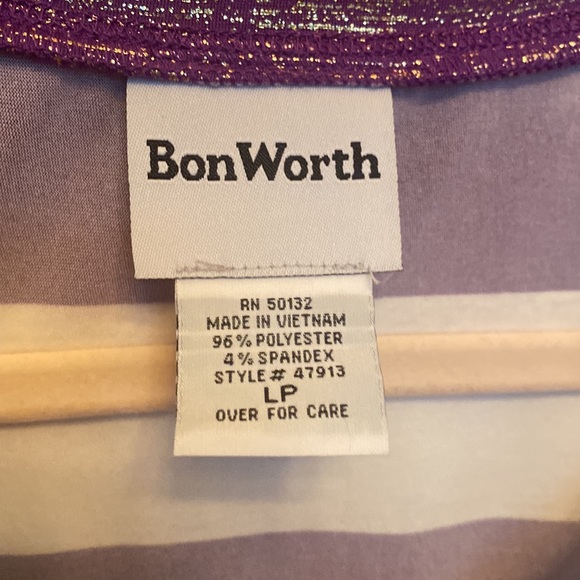 BonWorth
RN 50132
MADE IN VIETNAM
96% POLYESTER
4% SPANDEX
STYLE# 47913
LP
OVER FOR CARE